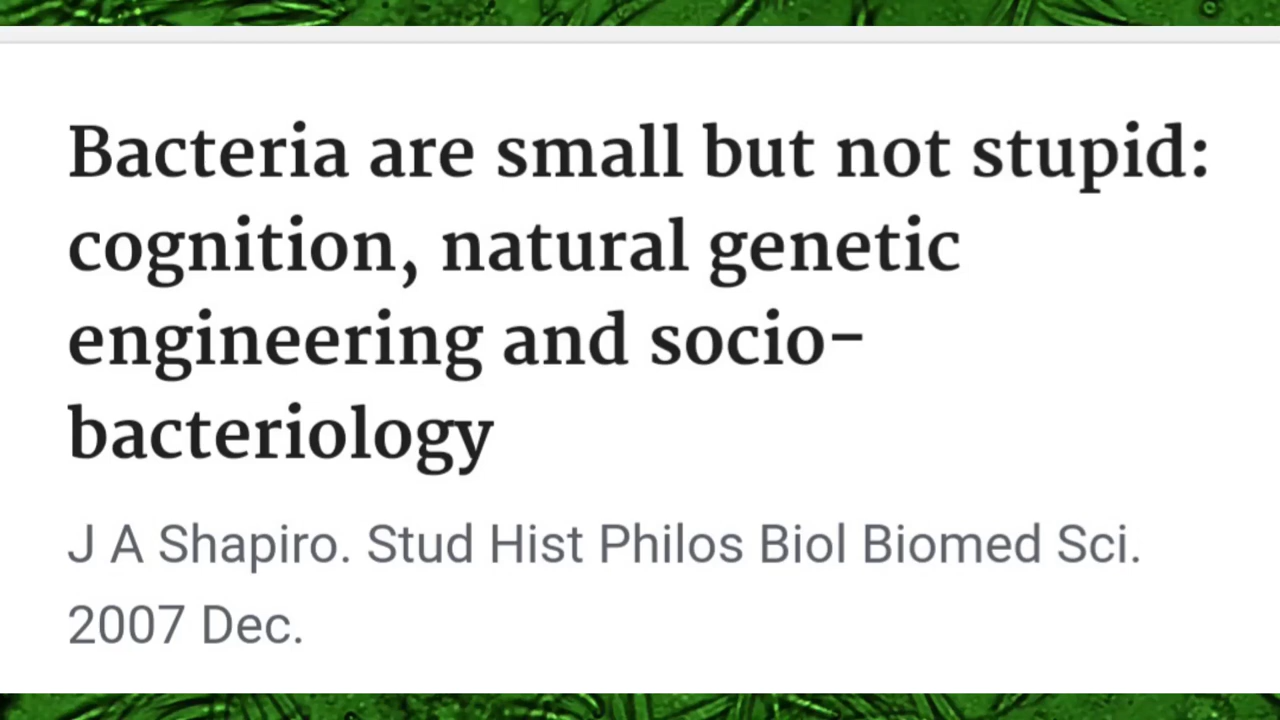 Bacteria are small but not stupid:
cognition, natural genetic
engineering and socio-
bacteriology
J A Shapiro. Stud Hist Philos Biol Biomed Sci.
2007 Dec.